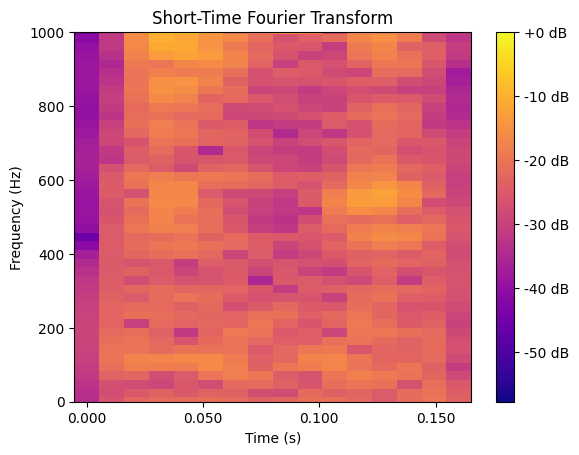 Short-Time Fourier Transform
1000
800
600
400
200
0
Frequency (Hz)
0.000
0.050
0.100
0.150
Time (s)
+0 dB
-10 dB
-20 dB
-30 dB
-40 dB
-50 dB